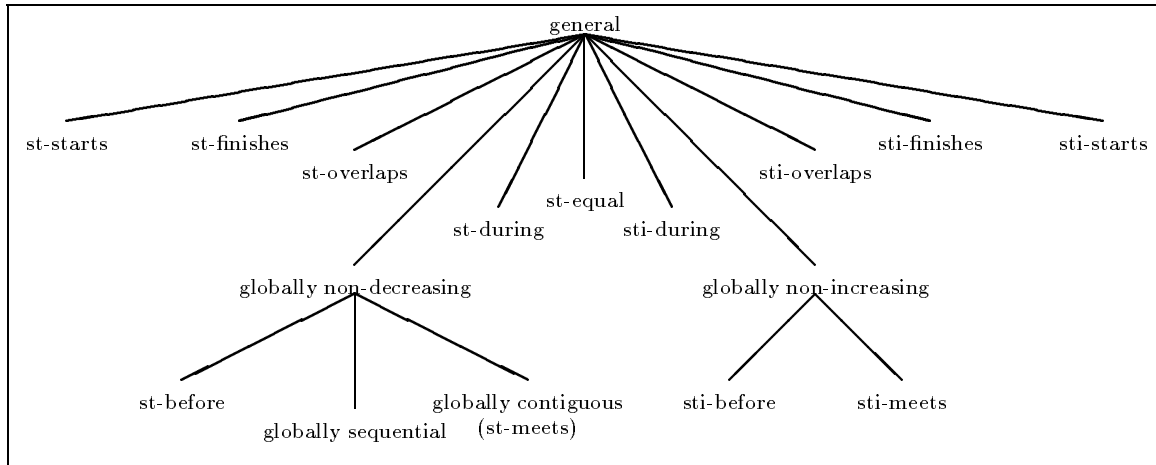 general
st-starts
st-finishes
sti-finishes
sti-starts
st-overlaps
sti-overlaps
st-equal
st-during
sti-during
globally non-decreasing
globally non-increasing
st-before
globally sequential
globally contiguous
(st-meets)
sti-before
sti-meets